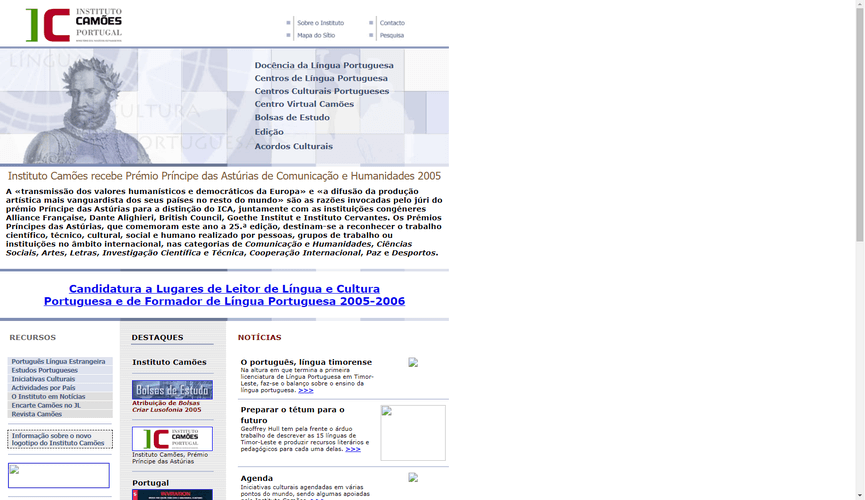 INSTITUTO
CAMÕES
PORTUGAL
Sobre o Instituto
Contacto
Mapa do Sítio
Pesquisa
LÍNGUA
CULTURA
PORTUGUESA
Docência da Língua Portuguesa
Centros de Língua Portuguesa
Centros Culturais Portugueses
Centro Virtual Camões
Bolsas de Estudo
Edição
Acordos Culturais
Instituto Camões recebe Prémio Príncipe das Astúrias de Comunicação e Humanidades 2005
A «transmissão dos valores humanísticos e democráticos da Europa» e «a difusão da produção
artística mais vanguardista dos seus países no resto do mundo» são as razões invocadas pelo júri do
prémio Príncipe das Astúrias para a distinção do ICA, juntamente com as instituições congéneres
Alliance Française, Dante Alighieri, British Council, Goethe Institut e Instituto Cervantes. Os Prémios
Príncipes das Astúrias, que comemoram este ano a 25.ª edição, destinam-se a reconhecer o trabalho
científico, técnico, cultural, social e humano realizado por pessoas, grupos de trabalho ou
instituições no âmbito internacional, nas categorias de Comunicação e Humanidades, Ciências
Sociais, Artes, Letras, Investigação Científica e Técnica, Cooperação Internacional, Paz e Desportos.
Candidatura a Lugares de Leitor de Língua e Cultura
Portuguesa e de Formador de Língua Portuguesa 2005-2006
RECURSOS
Português Língua Estrangeira
Estudos Portugueses
Iniciativas Culturais
Actividades por País
O Instituto em Notícias
Encarte Camões no JL
Revista Camões
Informação sobre o novo
logotipo do Instituto Camões
DESTAQUES
Instituto Camões
Bolsas de Estudo
Atribuição de Bolsas
Criar Lusofonia 2005
INSTITUTO
CAMÕES
PORTUGAL
Instituto Camões, Prémio
Príncipe das Astúrias
Portugal
NOTÍCIAS
O português, língua timorense
Na altura em que termina a primeira
licenciatura de Língua Portuguesa em Timor-
Leste, faz-se o balanço sobre o ensino da
língua portuguesa. >>>
Preparar o tétum para o
futuro
Geoffrey Hull tem pela frente o árduo
trabalho de descrever as 15 línguas de
Timor-Leste e produzir recursos literários e
pedagógicos para cada uma delas. >>>
Agenda
Iniciativas culturais agendadas em várias
pontos do mundo, sendo algumas apoiadas